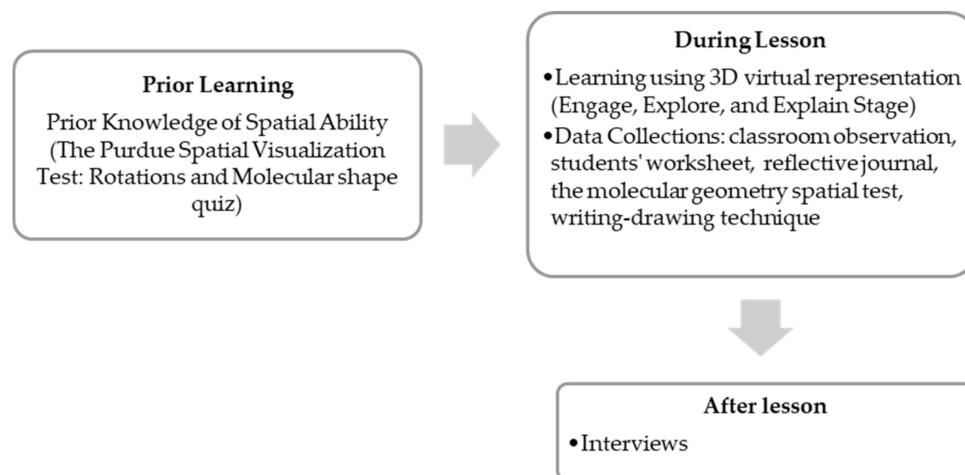 Prior Learning
Prior Knowledge of Spatial Ability
(The Purdue Spatial Visualization
Test: Rotations and Molecular shape
quiz)
During Lesson
•Learning using 3D virtual representation
(Engage, Explore, and Explain Stage)
•Data Collections: classroom observation,
students' worksheet, reflective journal,
the molecular geometry spatial test,
writing-drawing technique
After lesson
•Interviews